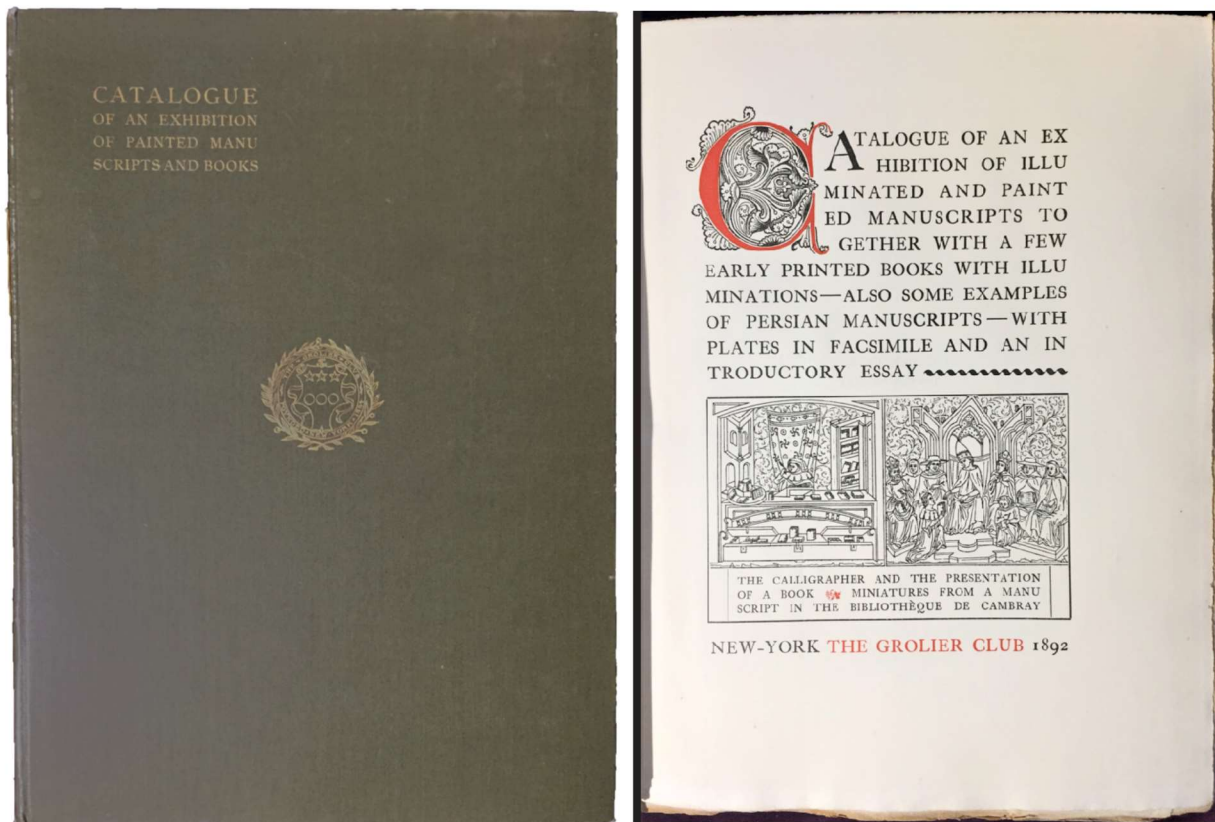 CATALOGUE
OF AN EXHIBITION
OF PAINTED MANU
SCRIPTS AND BOOKS
CATALOGUE OF AN EX
HIBITION OF ILLU
MINATED AND PAINT
ED MANUSCRIPTS TO
GETHER WITH A FEW
EARLY PRINTED BOOKS WITH ILLU
MINATIONS—ALSO SOME EXAMPLES
OF PERSIAN MANUSCRIPTS—WITH
PLATES IN FACSIMILE AND AN IN
TRODUCTORY ESSAY
THE CALLIGRAPHER AND THE PRESENTATION
OF A BOOK MINIATURES FROM A MANU
SCRIPT IN THE BIBLIOTHÈQUE DE CAMBRAY
NEW-YORK THE GROLIER CLUB 1892